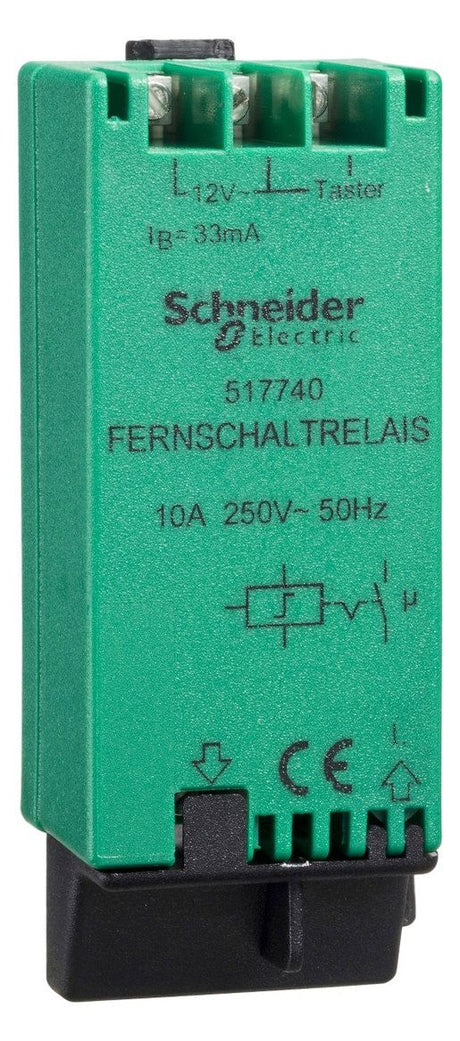 12V~ Taster
IB= 33mA
Schneider
Electric
517740
FERNSCHALTRELAIS
10A 250V~ 50Hz
µ
L
CE